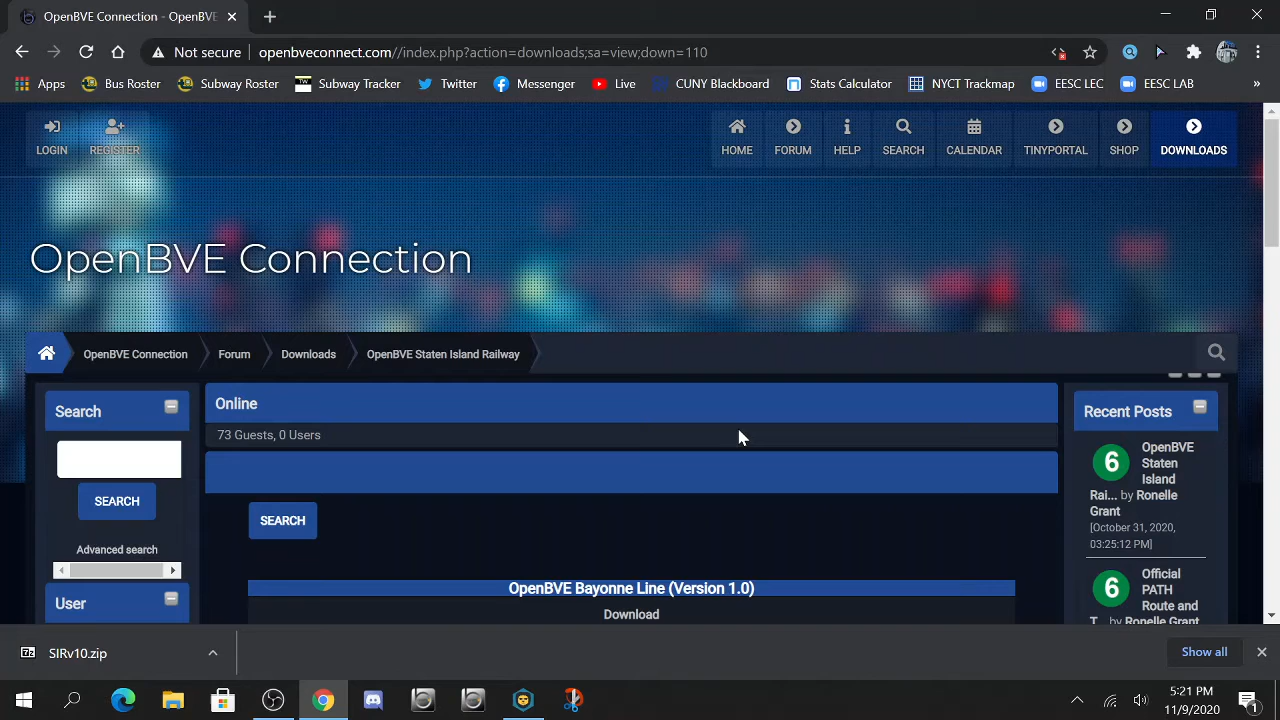 OpenBVE Connection - OpenBVE
Not secure | openbveconnect.com//index.php?action=downloads;sa=view;down=110
Apps Bus Roster Subway Roster TW Subway Tracker Twitter Messenger Live CUNY Blackboard Stats Calculator NYCT Trackmap EESC LEC EESC LAB »
LOGIN REGISTER HOME FORUM HELP SEARCH CALENDAR TINYPORTAL SHOP DOWNLOADS
OpenBVE Connection
OpenBVE Connection Forum Downloads OpenBVE Staten Island Railway
Search
SEARCH
Advanced search
User
Online
73 Guests, 0 Users
SEARCH
OpenBVE Bayonne Line (Version 1.0)
Download
Recent Posts
6 OpenBVE
Staten
Island
Rai... by Ronelle
Grant
[October 31, 2020,
03:25:12 PM]
6 Official
PATH
Route and
T... by Ronelle Grant
SIRv10.zip
Show all
5:21 PM
11/9/2020
1